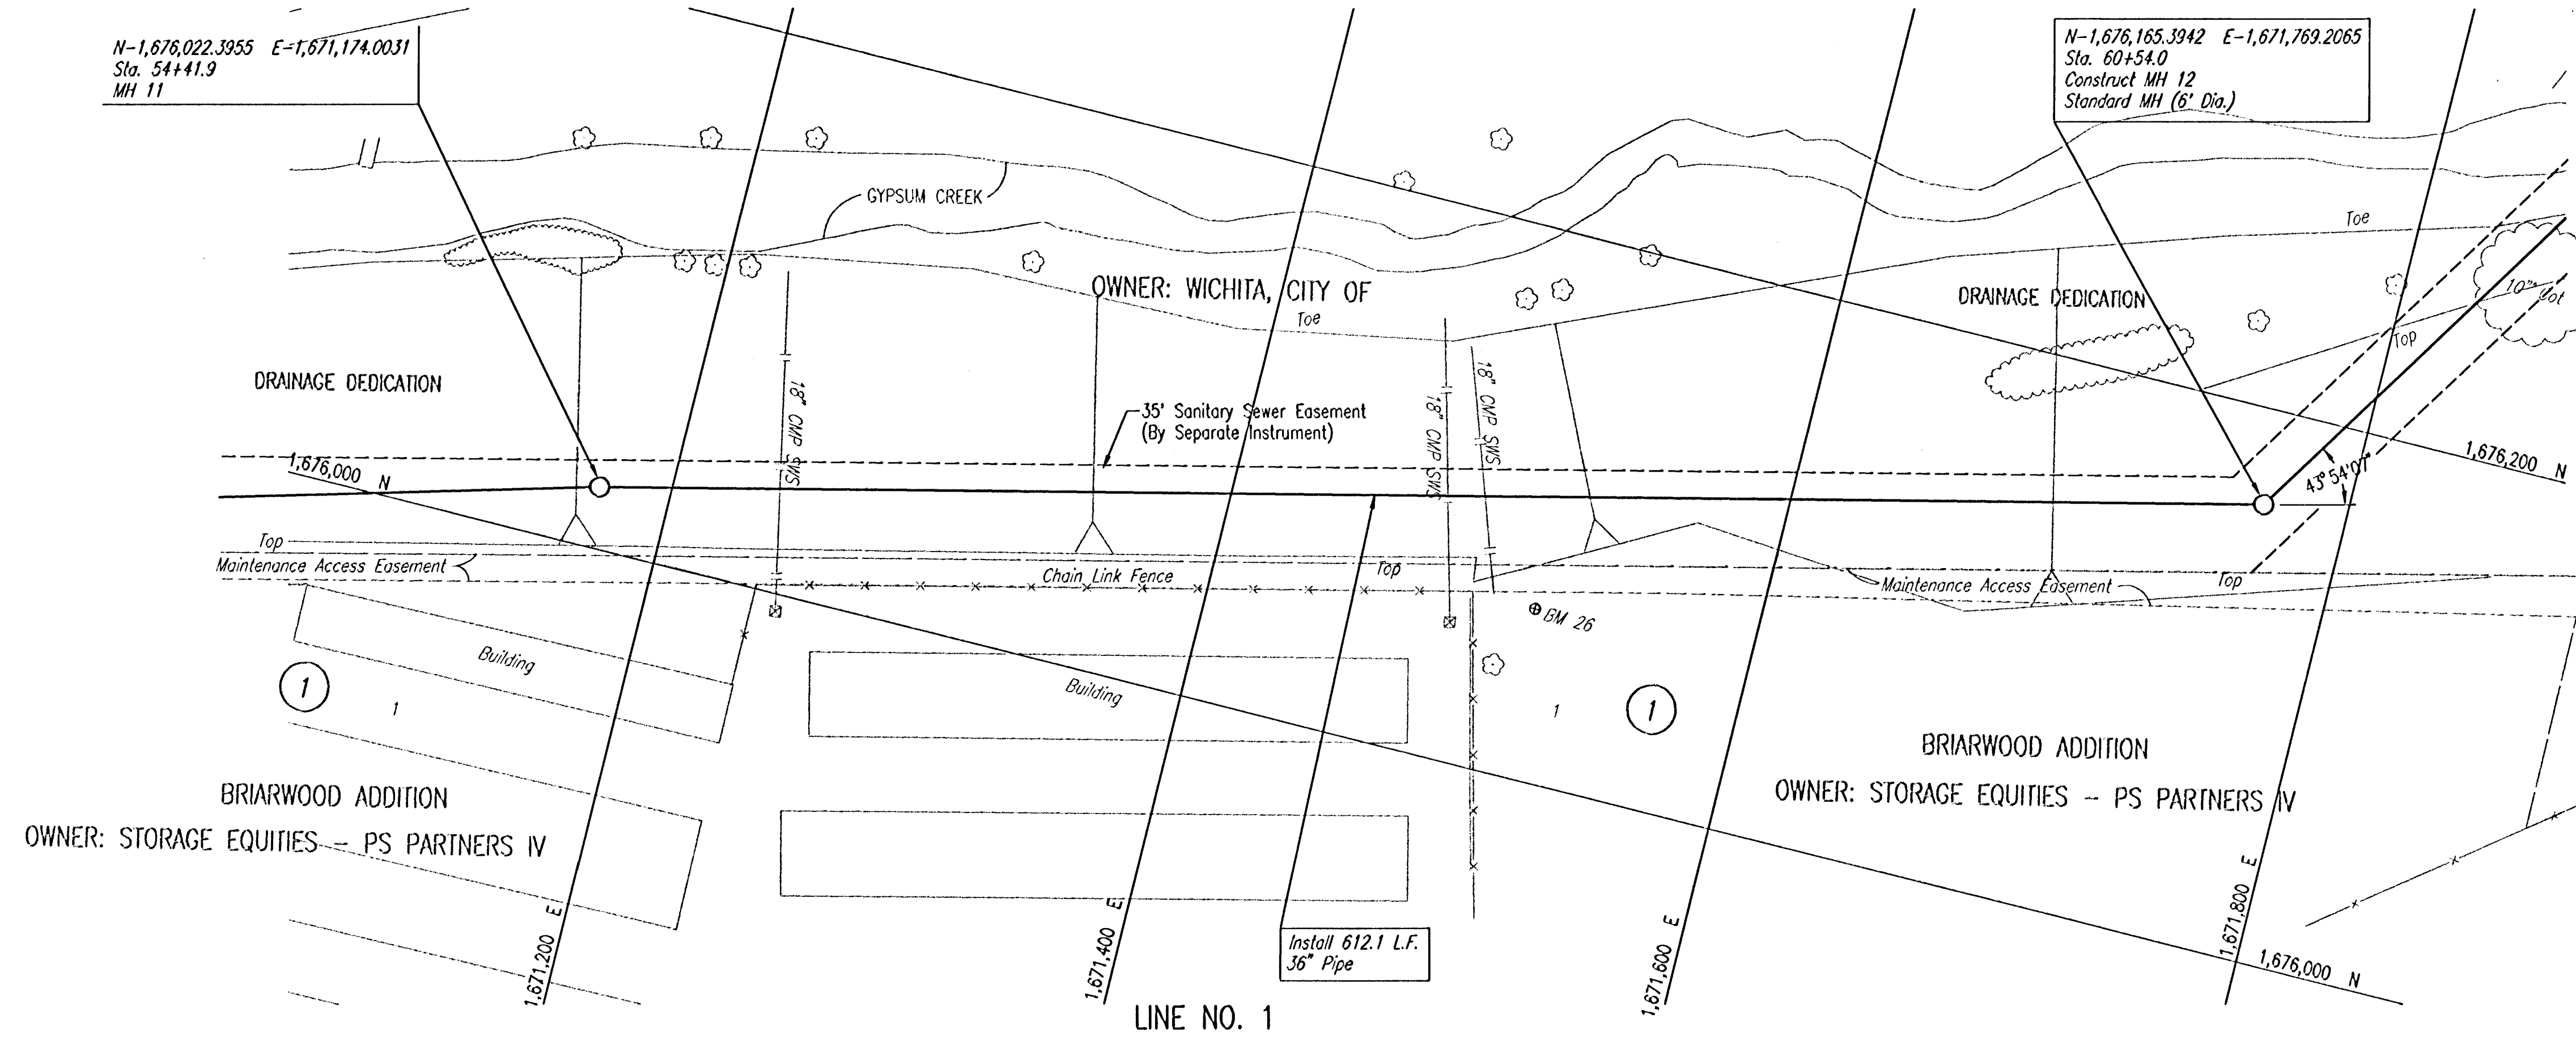 N-1,676,022.3955 E=1,671,174.0031
Sta. 54+41.9
MH 11
N-1,676,165.3942 E-1,671,769.2065
Sta. 60+54.0
Construct MH 12
Standard MH (6' Dia.)
GYPSUM CREEK
Toe
OWNER: WICHITA, CITY OF
Toe
DRAINAGE DEDICATION
10" Cot
Top
DRAINAGE DEDICATION
18" CMP SWS
35' Sanitary Sewer Easement
(By Separate Instrument)
18" CMP SWS
18" CMP SWS
1,676,000 N
1,676,200 N
43°54'07"
Top
Maintenance Access Easement
Chain Link Fence
Top
Maintenance Access Easement
Top
BM 26
Building
1
1
Building
1
1
BRIARWOOD ADDITION
OWNER: STORAGE EQUITIES - PS PARTNERS IV
BRIARWOOD ADDITION
OWNER: STORAGE EQUITIES - PS PARTNERS IV
1,671,200 E
1,671,400 E
1,671,600 E
1,671,800 E
1,676,000 N
Install 612.1 L.F.
36" Pipe
LINE NO. 1